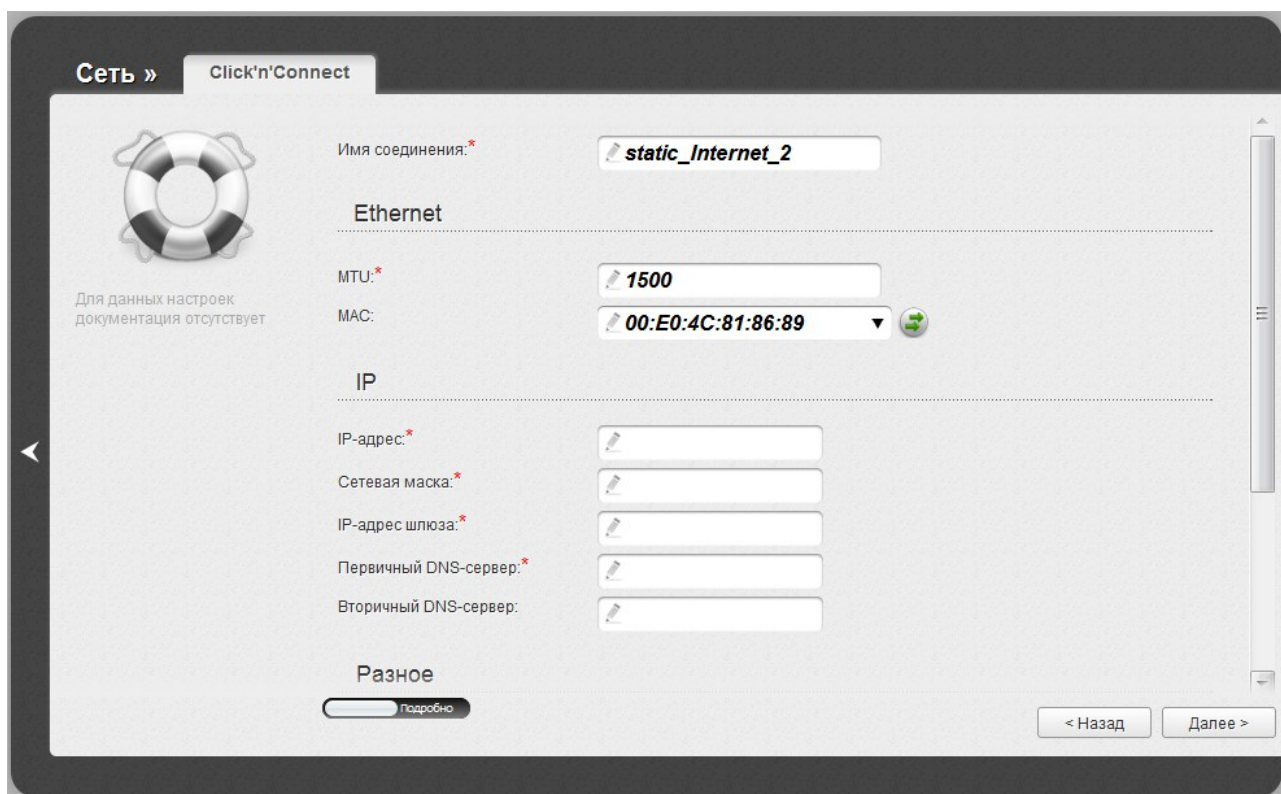 Сеть »
Click'n'Connect
Для данных настроек
документация отсутствует
Имя соединения:*
static_Internet_2
Ethernet
MTU:*
1500
MAC:
00:E0:4C:81:86:89
IP
IP-адрес:*
Сетевая маска:*
IP-адрес шлюза:*
Первичный DNS-сервер:*
Вторичный DNS-сервер:
Разное
Подробно
< Назад
Далее >